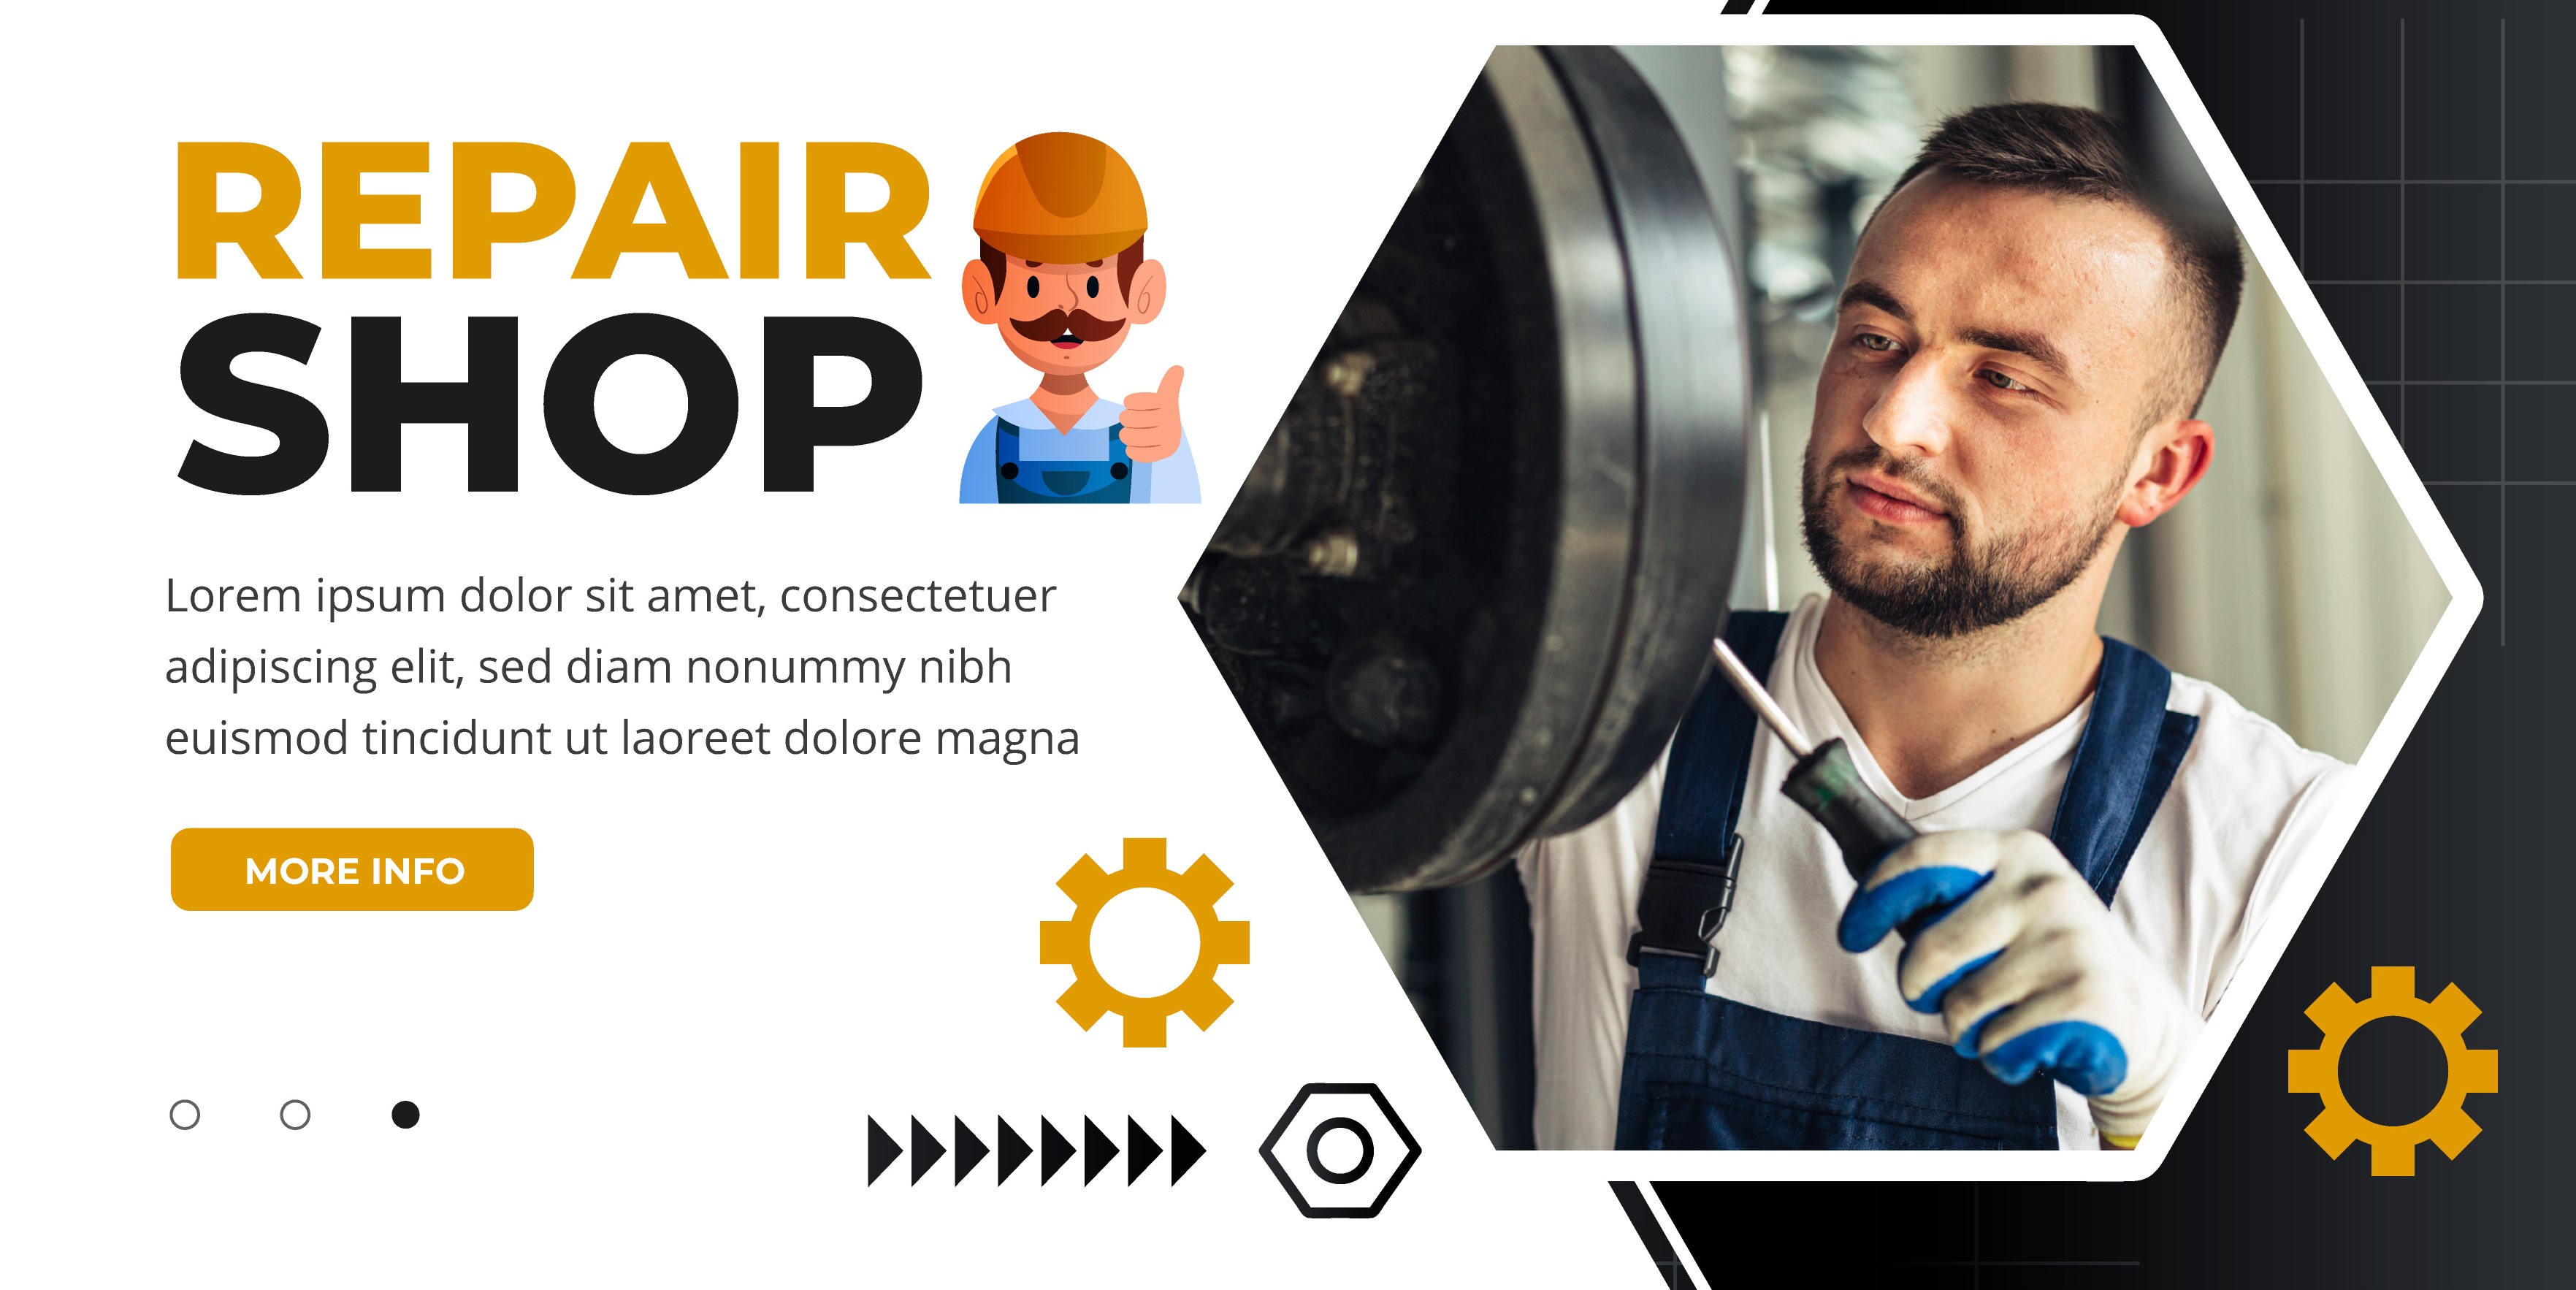 REPAIR
SHOP
Lorem ipsum dolor sit amet, consectetuer
adipiscing elit, sed diam nonummy nibh
euismod tincidunt ut laoreet dolore magna
MORE INFO